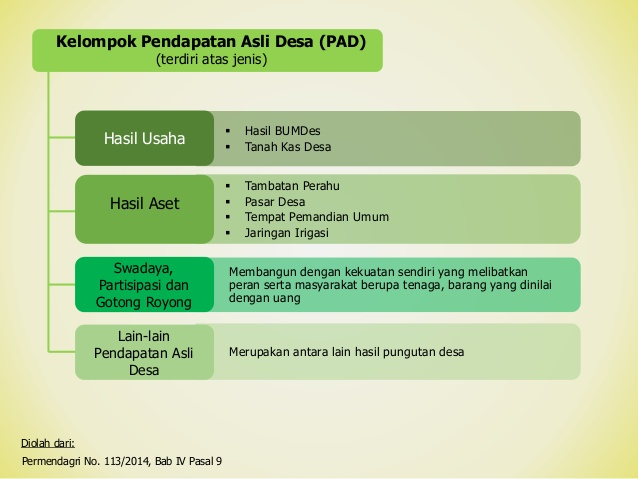 Kelompok Pendapatan Asli Desa (PAD)
(terdiri atas jenis)
Hasil Usaha
▪ Hasil BUMDes
▪ Tanah Kas Desa
Hasil Aset
▪ Tambatan Perahu
▪ Pasar Desa
▪ Tempat Pemandian Umum
▪ Jaringan Irigasi
Swadaya,
Partisipasi dan
Gotong Royong
Membangun dengan kekuatan sendiri yang melibatkan
peran serta masyarakat berupa tenaga, barang yang dinilai
dengan uang
Lain-lain
Pendapatan Asli
Desa
Merupakan antara lain hasil pungutan desa
Diolah dari:
Permendagri No. 113/2014, Bab IV Pasal 9